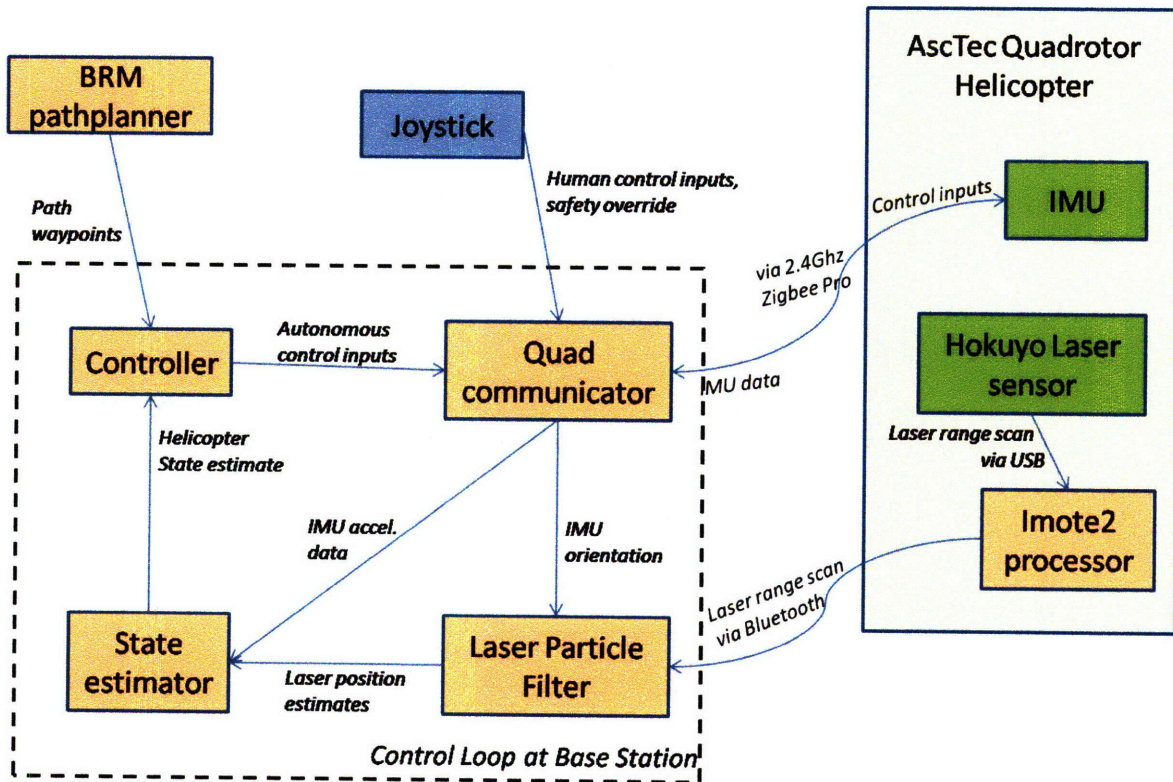 BRM
pathplanner
Joystick
AscTec Quadrotor
Helicopter
Path
waypoints
Human control inputs,
safety override
Control inputs
IMU
via 2.4Ghz
Zigbee Pro
IMU data
Controller
Autonomous
control inputs
Quad
communicator
Hokuyo Laser
sensor
Laser range scan
via USB
Helicopter
State estimate
IMU accel.
data
IMU
orientation
Imote2
processor
Laser range scan
via Bluetooth
State
estimator
Laser position
estimates
Laser Particle
Filter
Control Loop at Base Station